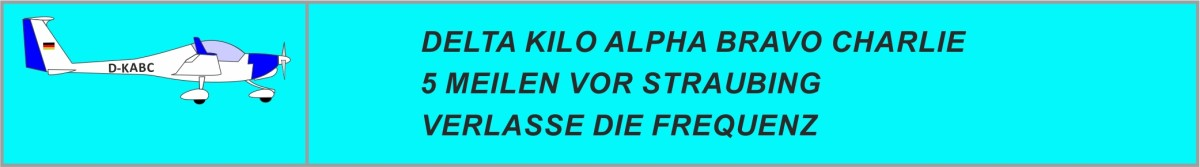 D-KABC
DELTA KILO ALPHA BRAVO CHARLIE
5 MEILEN VOR STRAUBING
VERLASSE DIE FREQUENZ